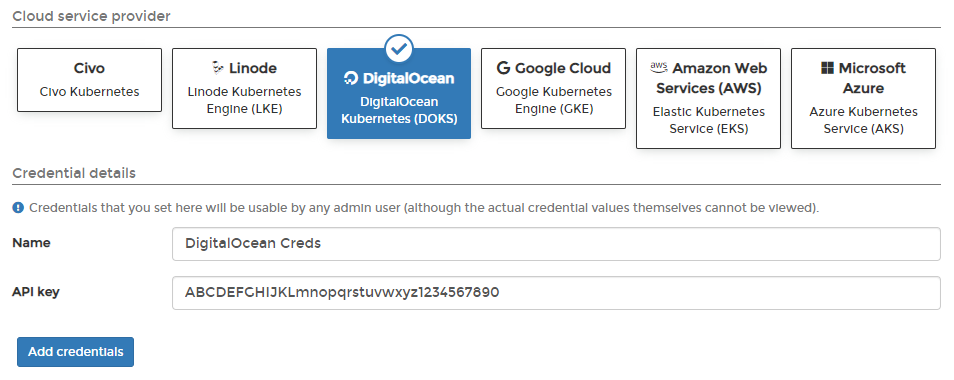 Cloud service provider
Civo
Civo Kubernetes
Linode
Linode Kubernetes
Engine (LKE)
DigitalOcean
DigitalOcean
Kubernetes (DOKS)
Google Cloud
Google Kubernetes
Engine (GKE)
aws Amazon Web
Services (AWS)
Elastic Kubernetes
Service (EKS)
Microsoft
Azure
Azure Kubernetes
Service (AKS)
Credential details
Credentials that you set here will be usable by any admin user (although the actual credential values themselves cannot be viewed).
Name
DigitalOcean Creds
API key
ABCDEFGHIJKLmnopqrstuvwxyz1234567890
Add credentials